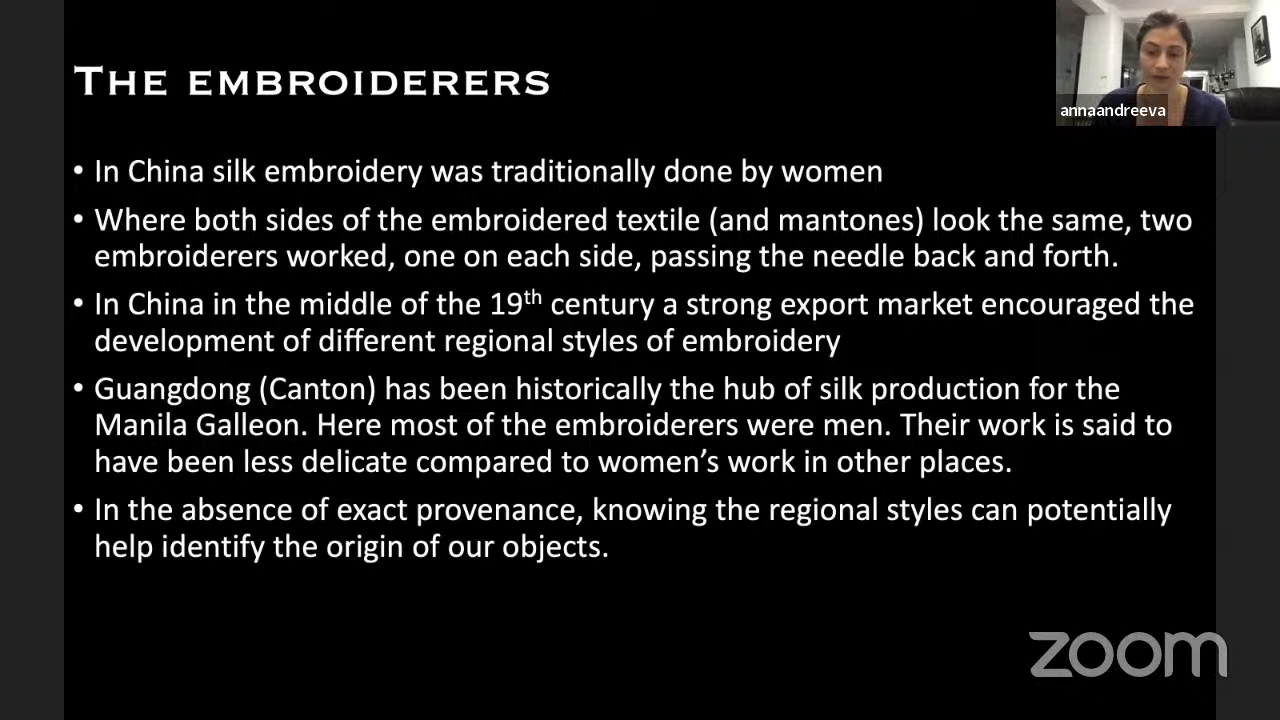 THE EMBROIDERERS
annaandreeva
• In China silk embroidery was traditionally done by women
• Where both sides of the embroidered textile (and mantones) look the same, two
embroiderers worked, one on each side, passing the needle back and forth.
• In China in the middle of the 19th century a strong export market encouraged the
development of different regional styles of embroidery
• Guangdong (Canton) has been historically the hub of silk production for the
Manila Galleon. Here most of the embroiderers were men. Their work is said to
have been less delicate compared to women’s work in other places.
• In the absence of exact provenance, knowing the regional styles can potentially
help identify the origin of our objects.
zoom